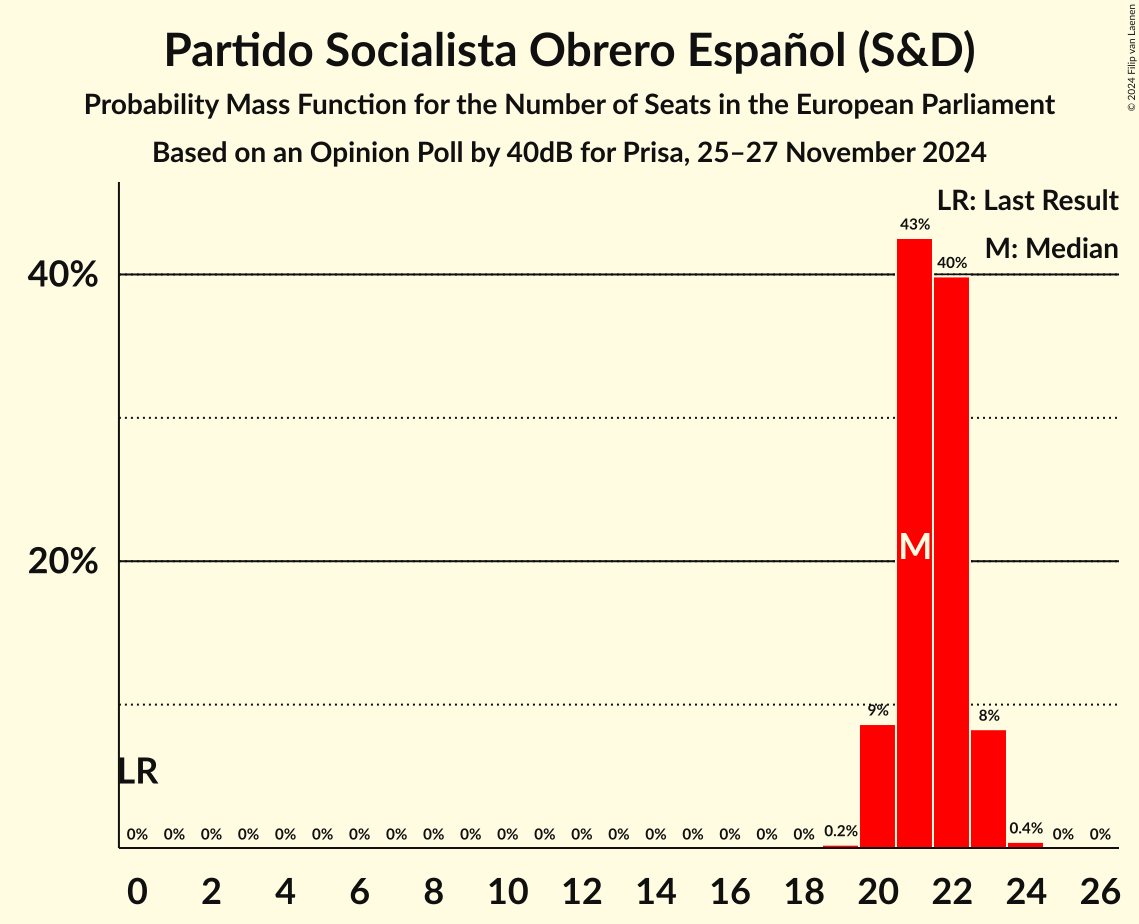 Partido Socialista Obrero Español (S&D)
Probability Mass Function for the Number of Seats in the European Parliament
Based on an Opinion Poll by 40dB for Prisa, 25–27 November 2024
© 2024 Filip van Laenen
LR: Last Result
M: Median
43%
40%
40%
20%
M
9%
8%
LR
0% 0% 0% 0% 0% 0% 0% 0% 0% 0% 0% 0% 0% 0% 0% 0% 0% 0% 0% 0.2% 0.4% 0% 0%
0 2 4 6 8 10 12 14 16 18 20 22 24 26